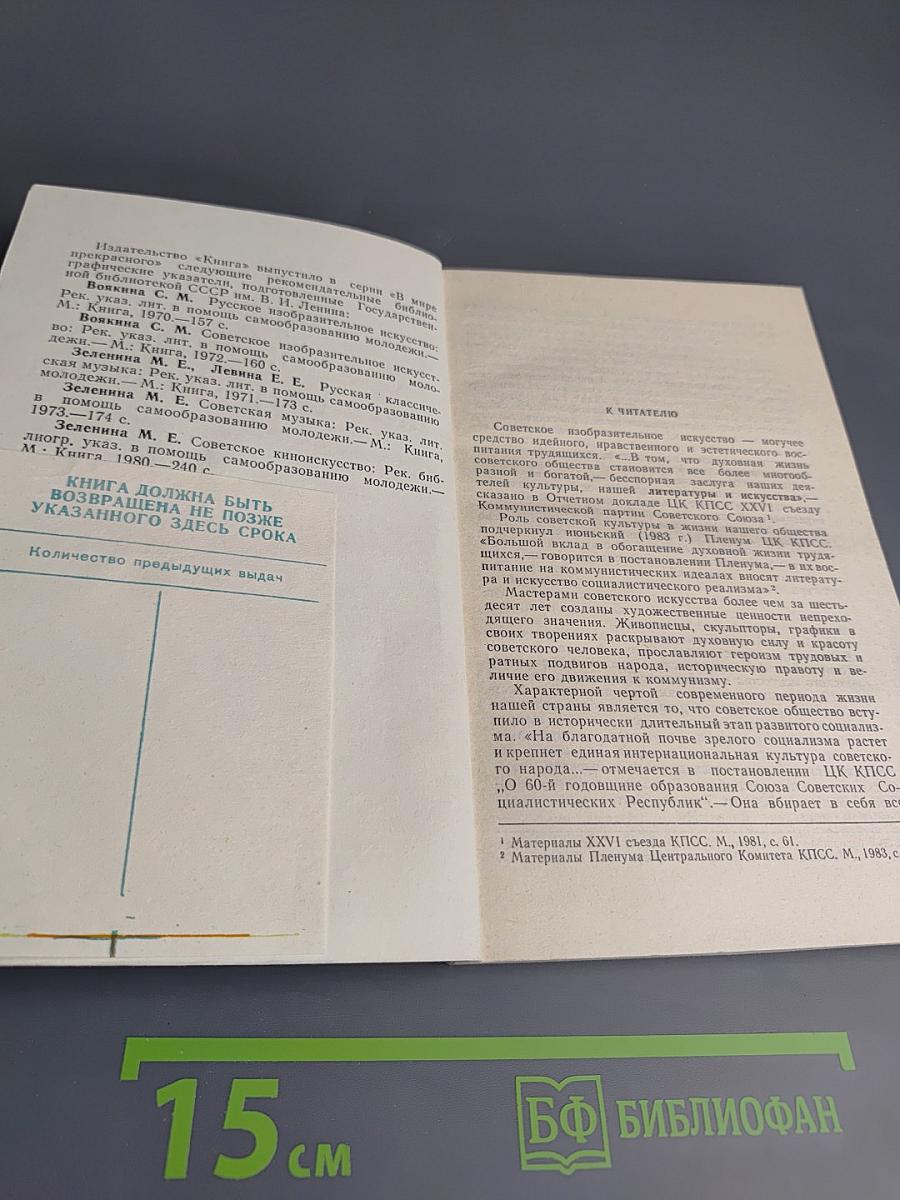 Издательство «Книга» выпустило в серии «В мире
прекрасного» следующие рекомендательные библио-
графические указатели, подготовленные Государствен-
ной библиотекой СССР им. В. И. Ленина:
Воякина С. М. Русское изобразительное искусство:
Рек. указ. лит. в помощь самообразованию молодежи.—
М.: Книга, 1970.—157 с.
Воякина С. М. Советское изобразительное искусст-
во: Рек. указ. лит. в помощь самообразованию моло-
дежи.— М.: Книга, 1972.—160 с.
Зеленина М. Е., Левина Е. Е. Русская классиче-
ская музыка: Рек. указ. лит. в помощь самообразованию
молодежи.— М.: Книга, 1971.—173 с.
Зеленина М. Е. Советская музыка: Рек. указ. лит.
в помощь самообразованию молодежи.— М.: Книга,
1973.—174 с.
Зеленина М. Е. Советское киноискусство: Рек. биб-
лиогр. указ. в помощь самообразованию молодежи.—
М.: Книга, 1980.—240 с.
КНИГА ДОЛЖНА БЫТЬ
ВОЗВРАЩЕНА НЕ ПОЗЖЕ
УКАЗАННОГО ЗДЕСЬ СРОКА
Количество предыдущих выдач
К ЧИТАТЕЛЮ
Советское изобразительное искусство — могучее
средство идейного, нравственного и эстетического вос-
питания трудящихся. «...В том, что духовная жизнь
советского общества становится все более многооб-
разной и богатой,— бесспорная заслуга наших дея-
телей культуры, нашей литературы и искусства»,—
сказано в Отчетном докладе ЦК КПСС XXVI съезду
Коммунистической партии Советского Союза¹.
Роль советской культуры в жизни нашего общества
подчеркнул июньский (1983 г.) Пленум ЦК КПСС.
«Большой вклад в обогащение духовной жизни трудя-
щихся,— говорится в постановлении Пленума,— в их вос-
питание на коммунистических идеалах вносят литерату-
ра и искусство социалистического реализма»².
Мастерами советского искусства более чем за шесть-
десят лет созданы художественные ценности непрехо-
дящего значения. Живописцы, скульпторы, графики в
своих творениях раскрывают духовную силу и красоту
советского человека, прославляют героизм трудовых и
ратных подвигов народа, историческую правоту и ве-
личие его движения к коммунизму.
Характерной чертой современного периода жизни
нашей страны является то, что советское общество всту-
пило в исторически длительный этап развитого социализ-
ма. «На благодатной почве зрелого социализма растет
и крепнет единая интернациональная культура советско-
го народа...— отмечается в постановлении ЦК КПСС
„О 60-й годовщине образования Союза Советских Со-
циалистических Республик“.— Она вбирает в себя все
¹ Материалы XXVI съезда КПСС. М., 1981, с. 61.
² Материалы Пленума Центрального Комитета КПСС. М., 1983, с
15 см
БФ БИБЛИОФАН